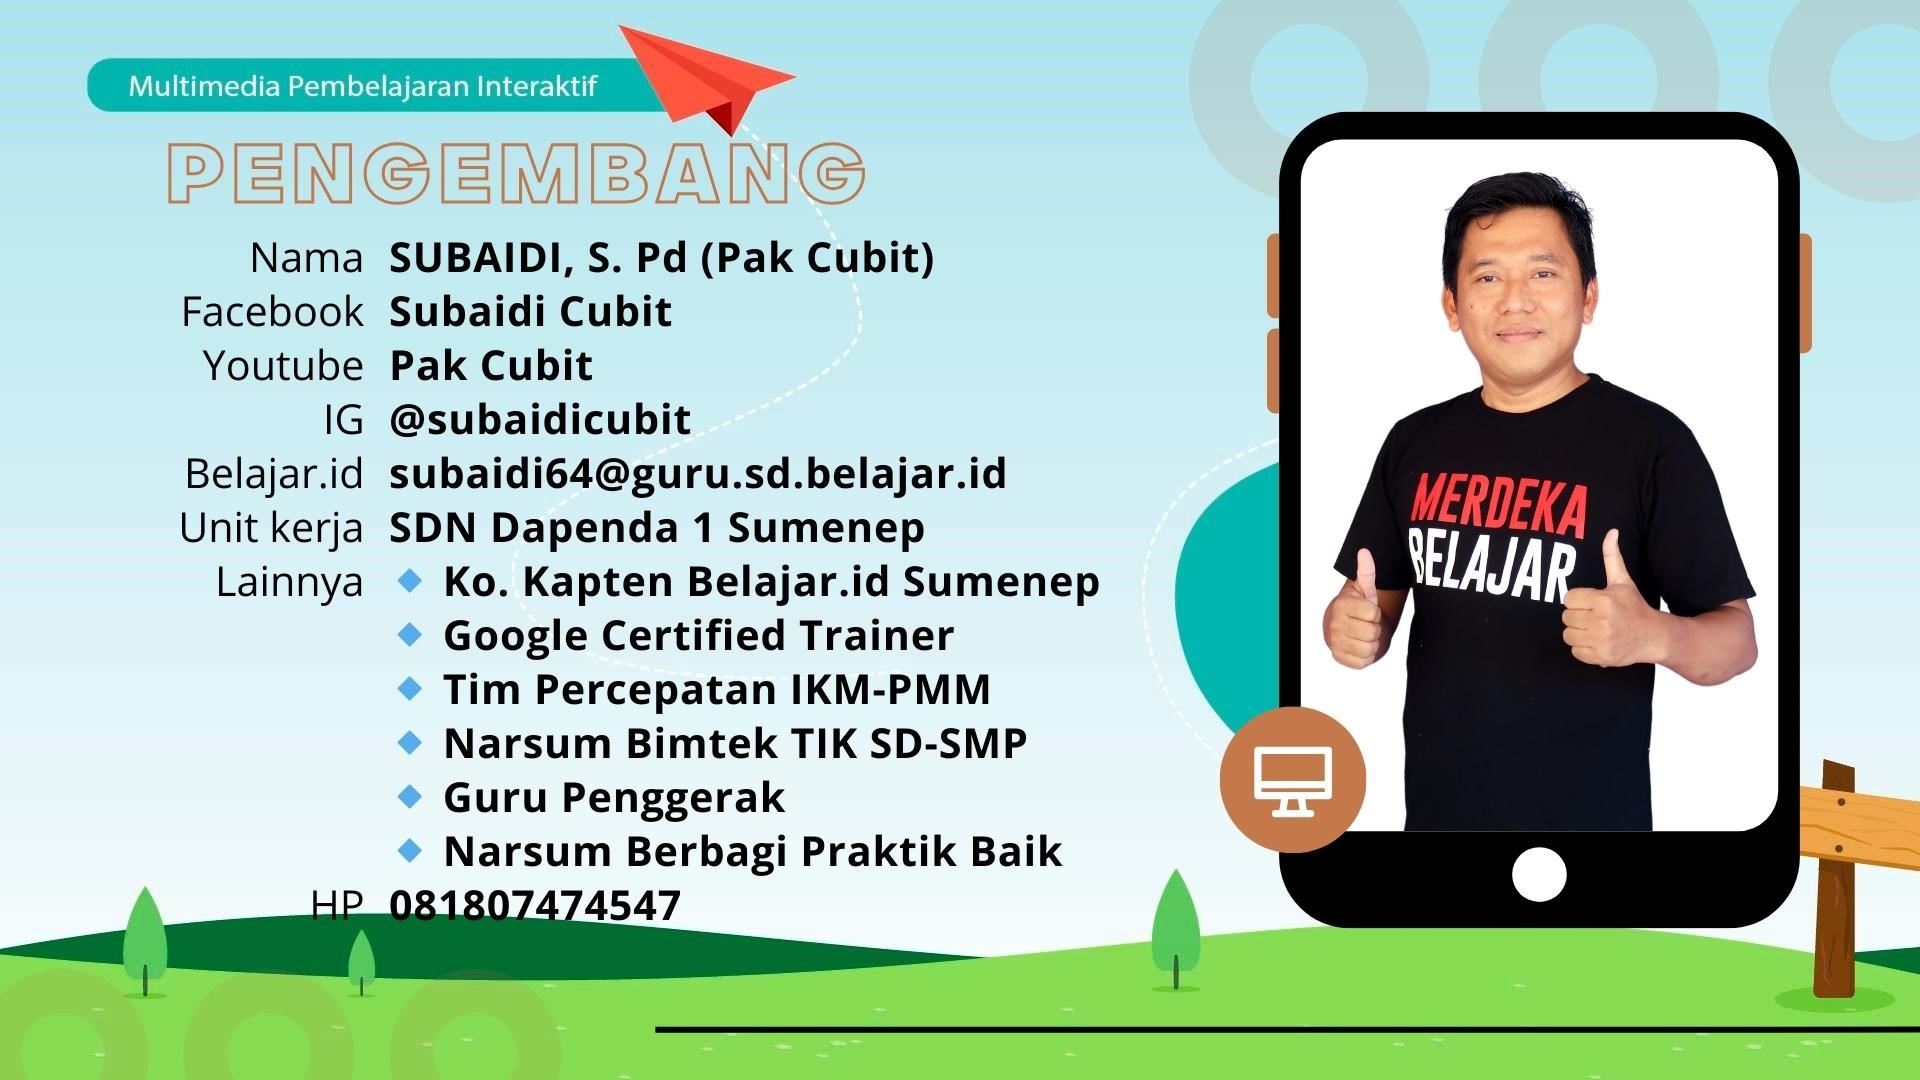 Multimedia Pembelajaran Interaktif
PENGEMBANG
Nama SUBAIDI, S. Pd (Pak Cubit)
Facebook Subaidi Cubit
Youtube Pak Cubit
IG @subaidicubit
Belajar.id subaidi64@guru.sd.belajar.id
Unit kerja SDN Dapenda 1 Sumenep
Lainnya 🔹 Ko. Kapten Belajar.id Sumenep
🔹 Google Certified Trainer
🔹 Tim Percepatan IKM-PMM
🔹 Narsum Bimtek TIK SD-SMP
🔹 Guru Penggerak
🔹 Narsum Berbagi Praktik Baik
HP 081807474547
MERDEKA
BELAJAR